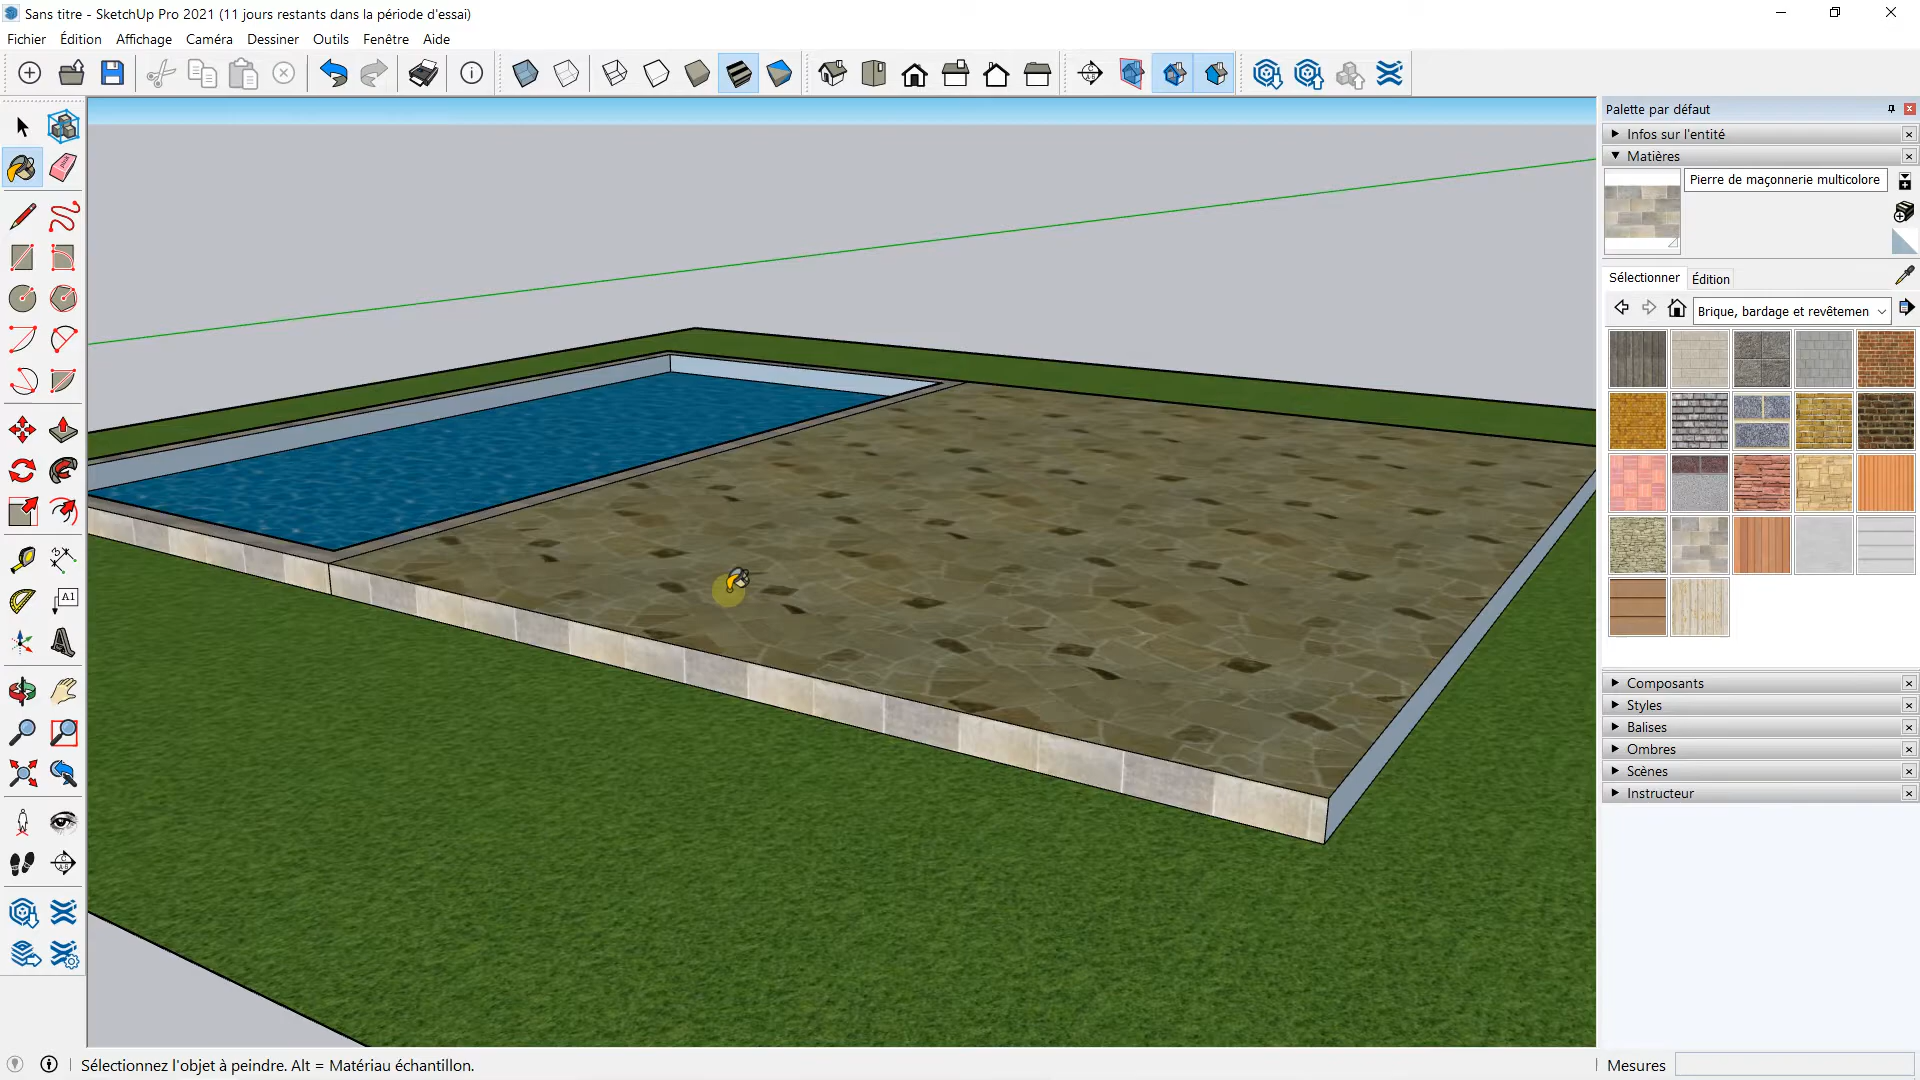 Sans titre - SketchUp Pro 2021 (11 jours restants dans la période d'essai)
Fichier Édition Affichage Caméra Dessiner Outils Fenêtre Aide
Palette par défaut
Infos sur l'entité
Matières
Pierre de maçonnerie multicolore
Sélectionner Édition
Brique, bardage et revêtemen
Composants
Styles
Balises
Ombres
Scènes
Instructeur
Sélectionnez l'objet à peindre. Alt = Matériau échantillon.
Mesures